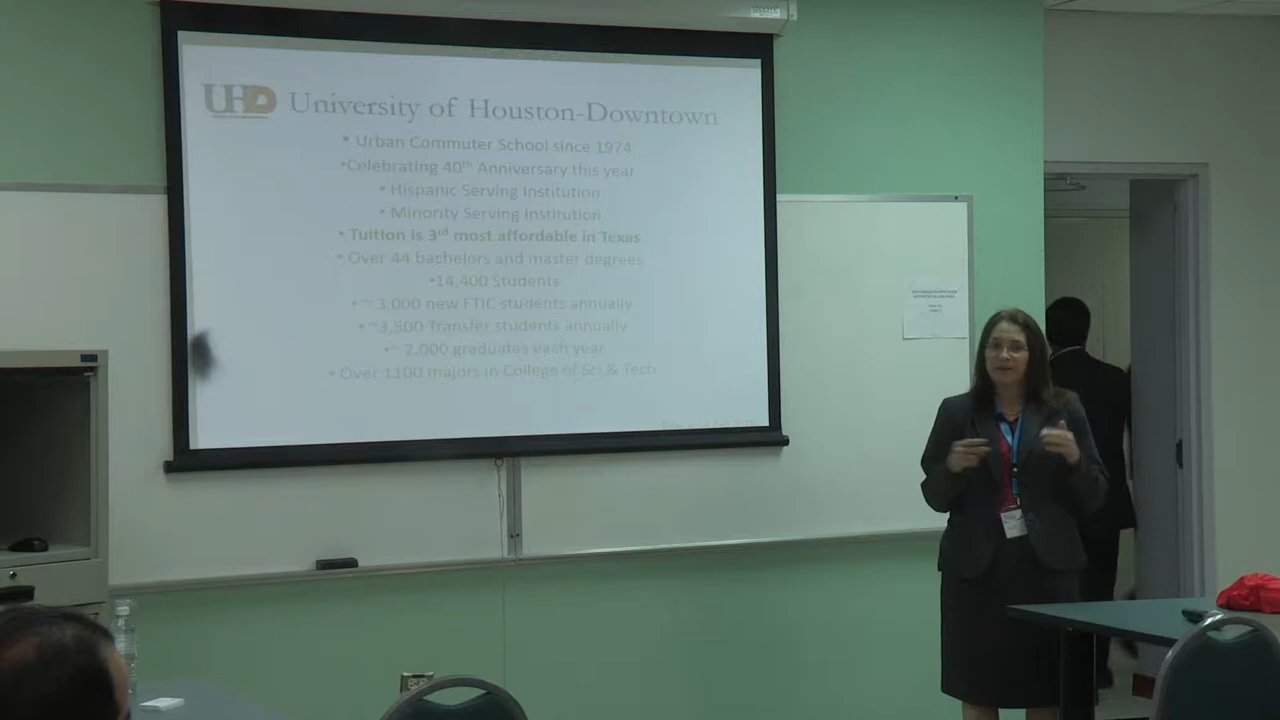 UHD University of Houston-Downtown
• Urban Commuter School since 1974
•Celebrating 40th Anniversary this year
• Hispanic Serving Institution
• Minority Serving Institution
• Tuition is 3rd most affordable in Texas
• Over 44 bachelors and master degrees
•14,400 Students
•~ 3,000 new FTIC students annually
•~3,500 Transfer students annually
•~ 2,000 graduates each year
• Over 1100 majors in College of Sci & Tech